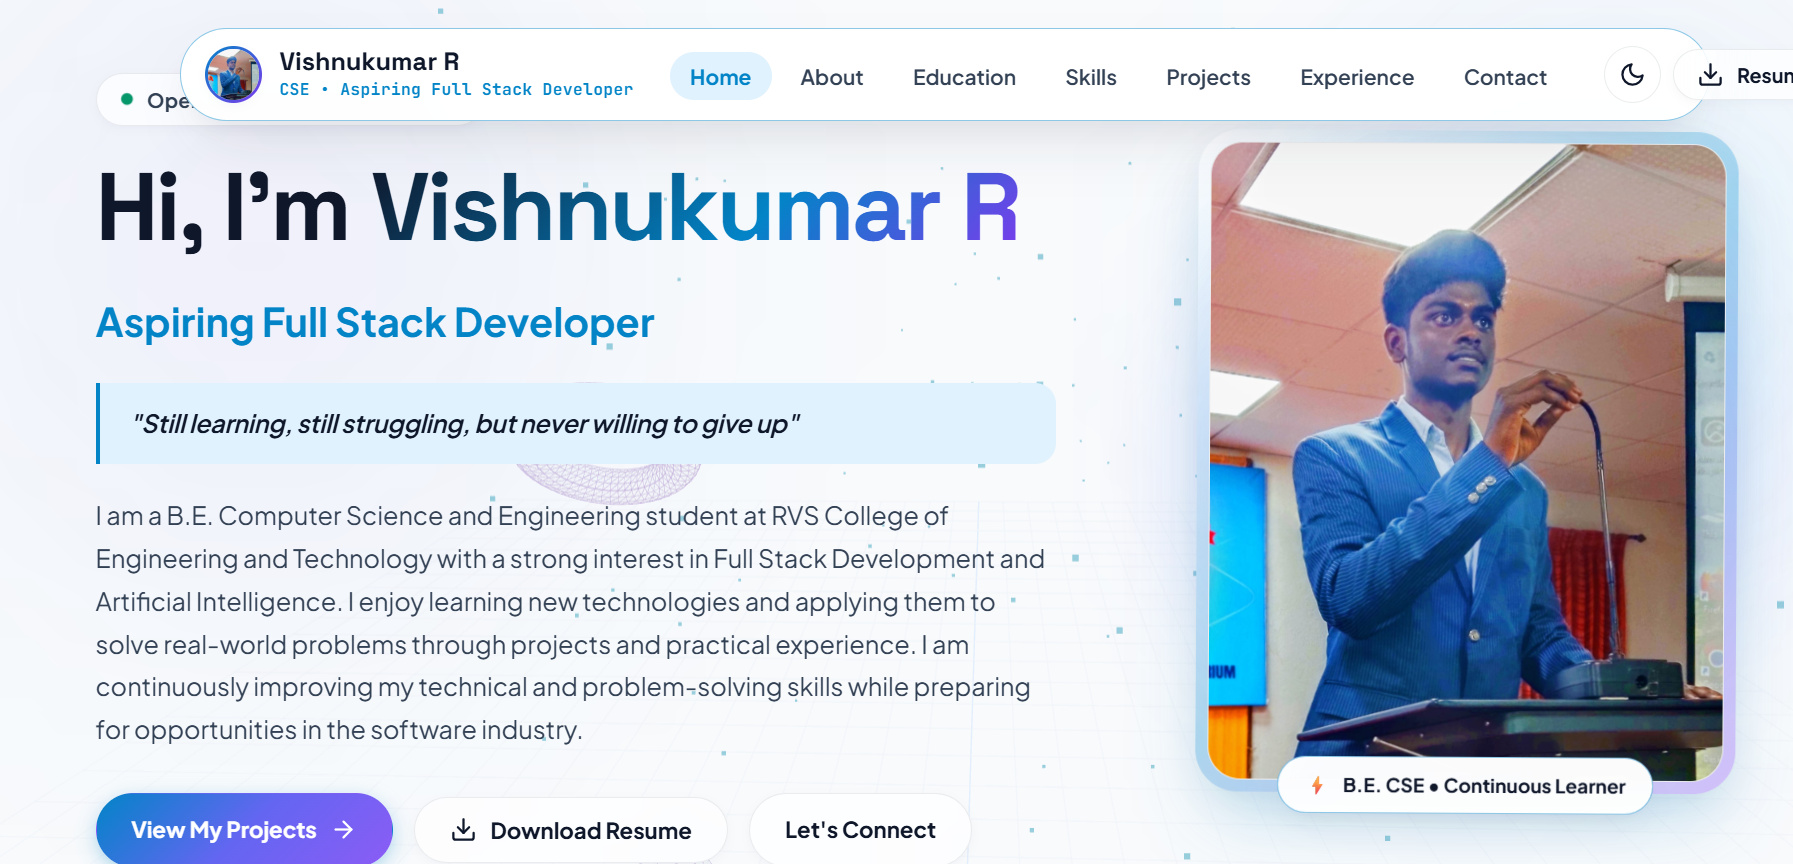 Vishnukumar R
CSE • Aspiring Full Stack Developer
Home
About
Education
Skills
Projects
Experience
Contact
Hi, I’m Vishnukumar R
Aspiring Full Stack Developer
"Still learning, still struggling, but never willing to give up"
I am a B.E. Computer Science and Engineering student at RVS College of
Engineering and Technology with a strong interest in Full Stack Development and
Artificial Intelligence. I enjoy learning new technologies and applying them to
solve real-world problems through projects and practical experience. I am
continuously improving my technical and problem-solving skills while preparing
for opportunities in the software industry.
View My Projects
Download Resume
Let's Connect
B.E. CSE • Continuous Learner